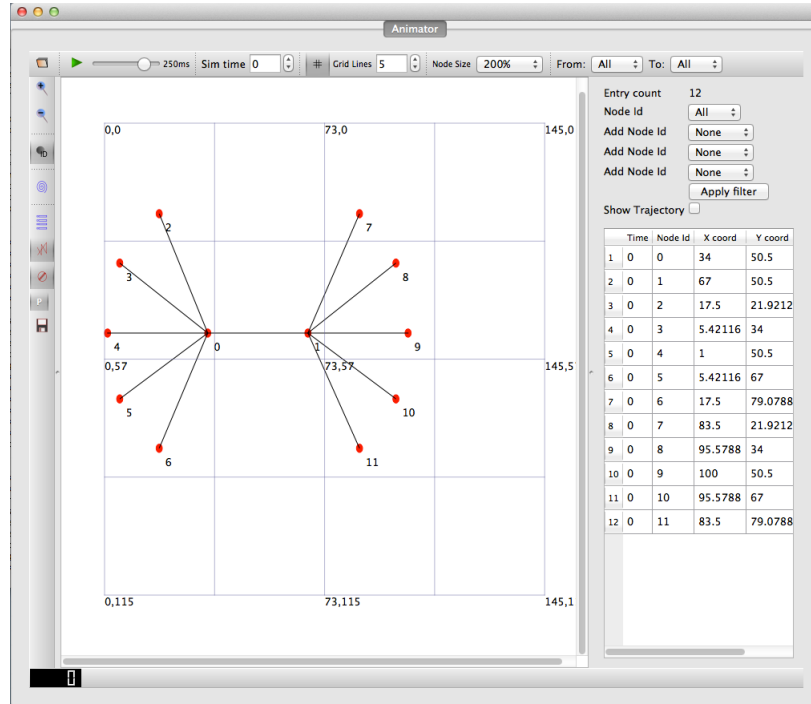 Animator
250ms Sim time 0 # Grid Lines 5 Node Size 200% From: All To: All
ID
P
0,0 73,0 145,0
2 7
3 8
4 0 1 9
0,57 73,57 145,57
5 10
6 11
0,115 73,115 145,1
Entry count 12
Node Id All
Add Node Id None
Add Node Id None
Add Node Id None
Apply filter
Show Trajectory
Time Node Id X coord Y coord
1 0 0 34 50.5
2 0 1 67 50.5
3 0 2 17.5 21.9212
4 0 3 5.42116 34
5 0 4 1 50.5
6 0 5 5.42116 67
7 0 6 17.5 79.0788
8 0 7 83.5 21.9212
9 0 8 95.5788 34
10 0 9 100 50.5
11 0 10 95.5788 67
12 0 11 83.5 79.0788
0